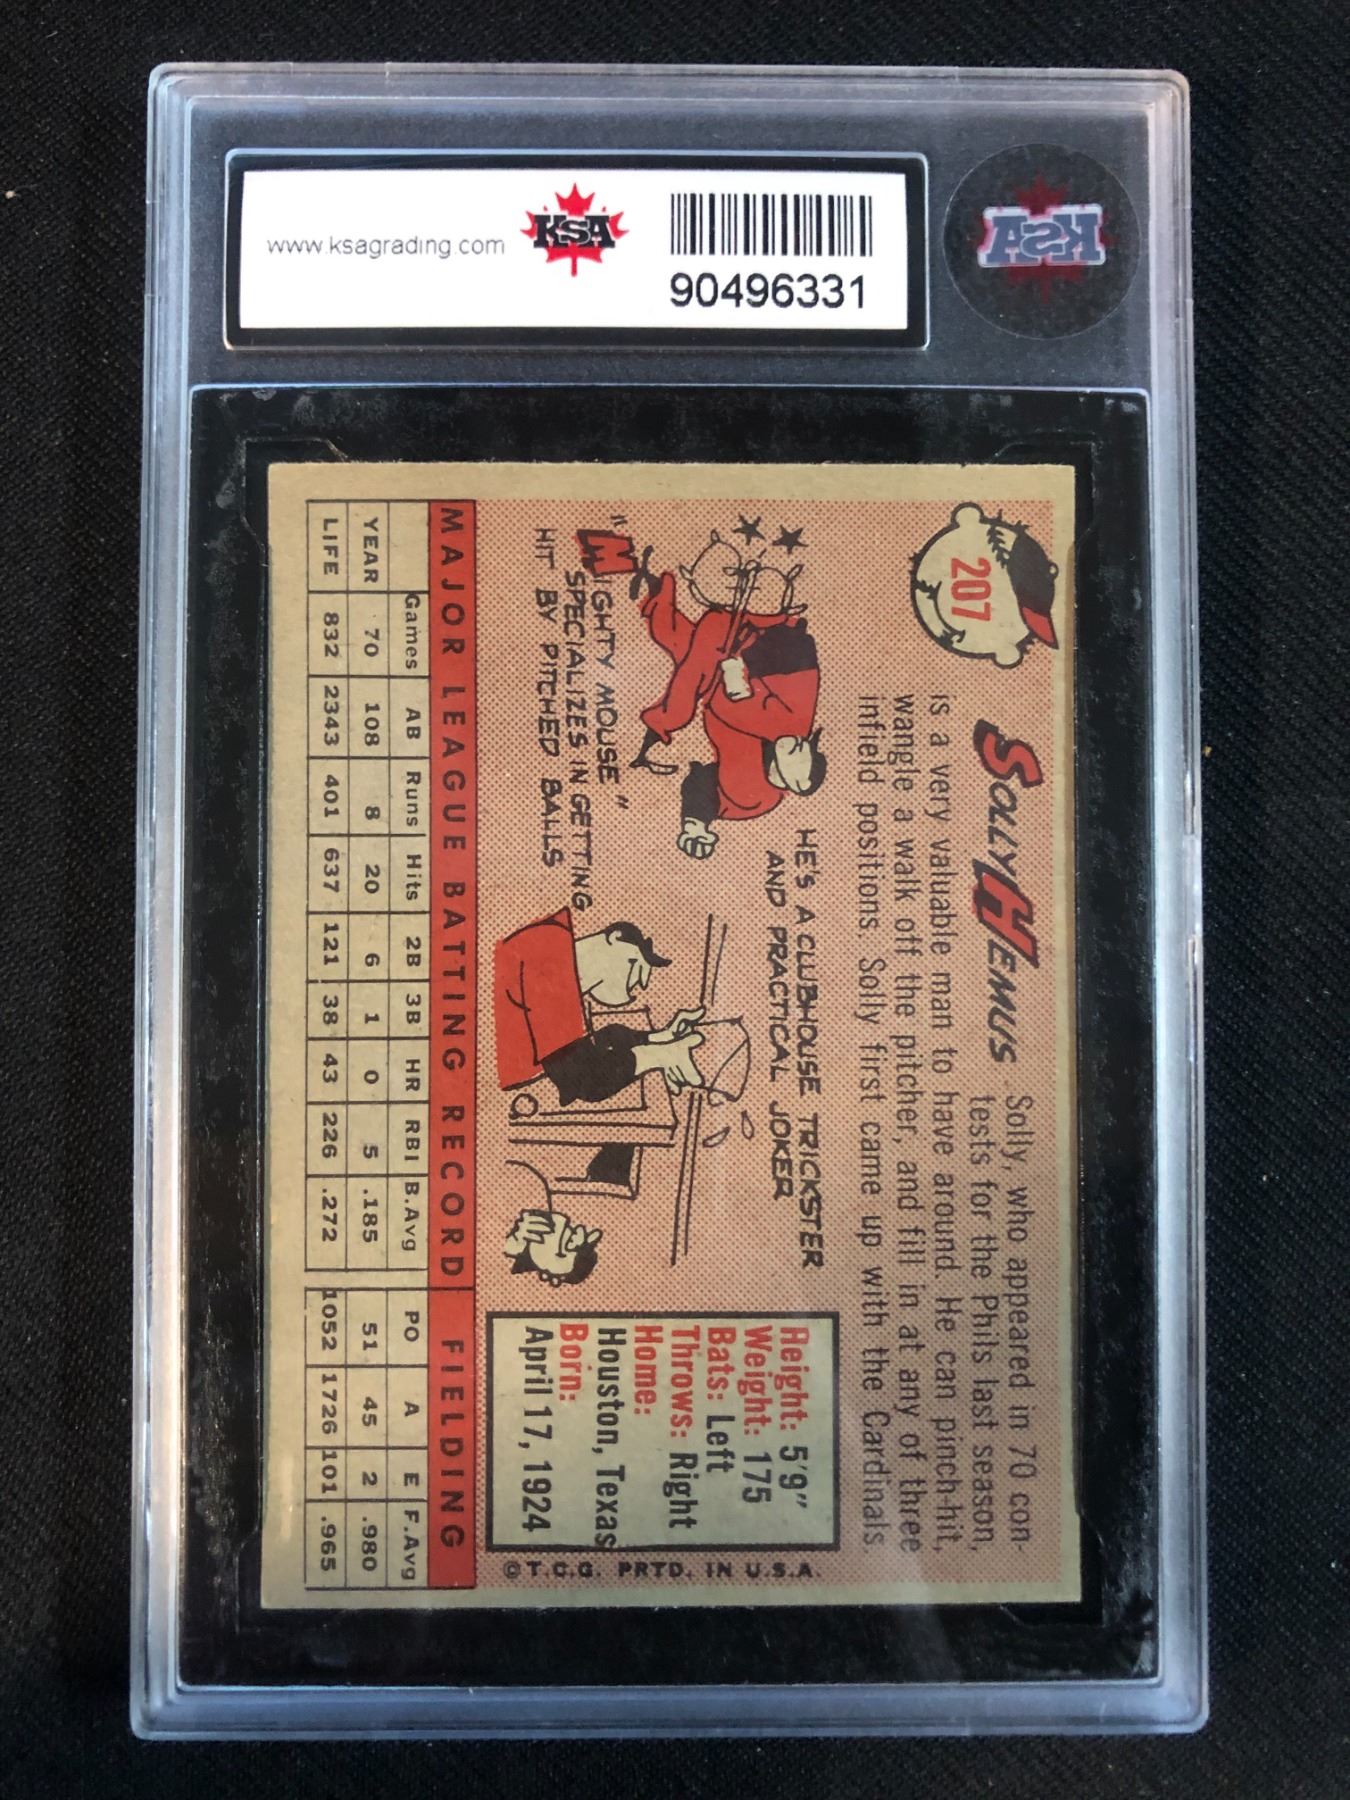 www.ksagrading.com
KSA
90496331
KSA
207
SOLLY HEMUS
Solly, who appeared in 70 con-
tests for the Phils last season,
is a very valuable man to have around. He can pinch-hit,
wangle a walk off the pitcher, and fill in at any of three
infield positions. Solly first came up with the Cardinals
HE'S A CLUBHOUSE TRICKSTER
AND PRACTICAL JOKER
M
"MIGHTY MOUSE"
SPECIALIZES IN GETTING
HIT BY PITCHED BALLS
Height: 5'9"
Weight: 175
Bats: Left
Throws: Right
Home:
Houston, Texas
Born:
April 17, 1924
© T.C.G. PRTD. IN U.S.A.
MAJOR LEAGUE BATTING RECORD FIELDING
Games AB Runs Hits 2B 3B HR RBI B.Avg PO A E F.Avg
YEAR 70 108 8 20 6 1 0 5 .185 51 45 2 .980
LIFE 832 2343 401 637 121 38 43 226 .272 1052 1726 101 .965